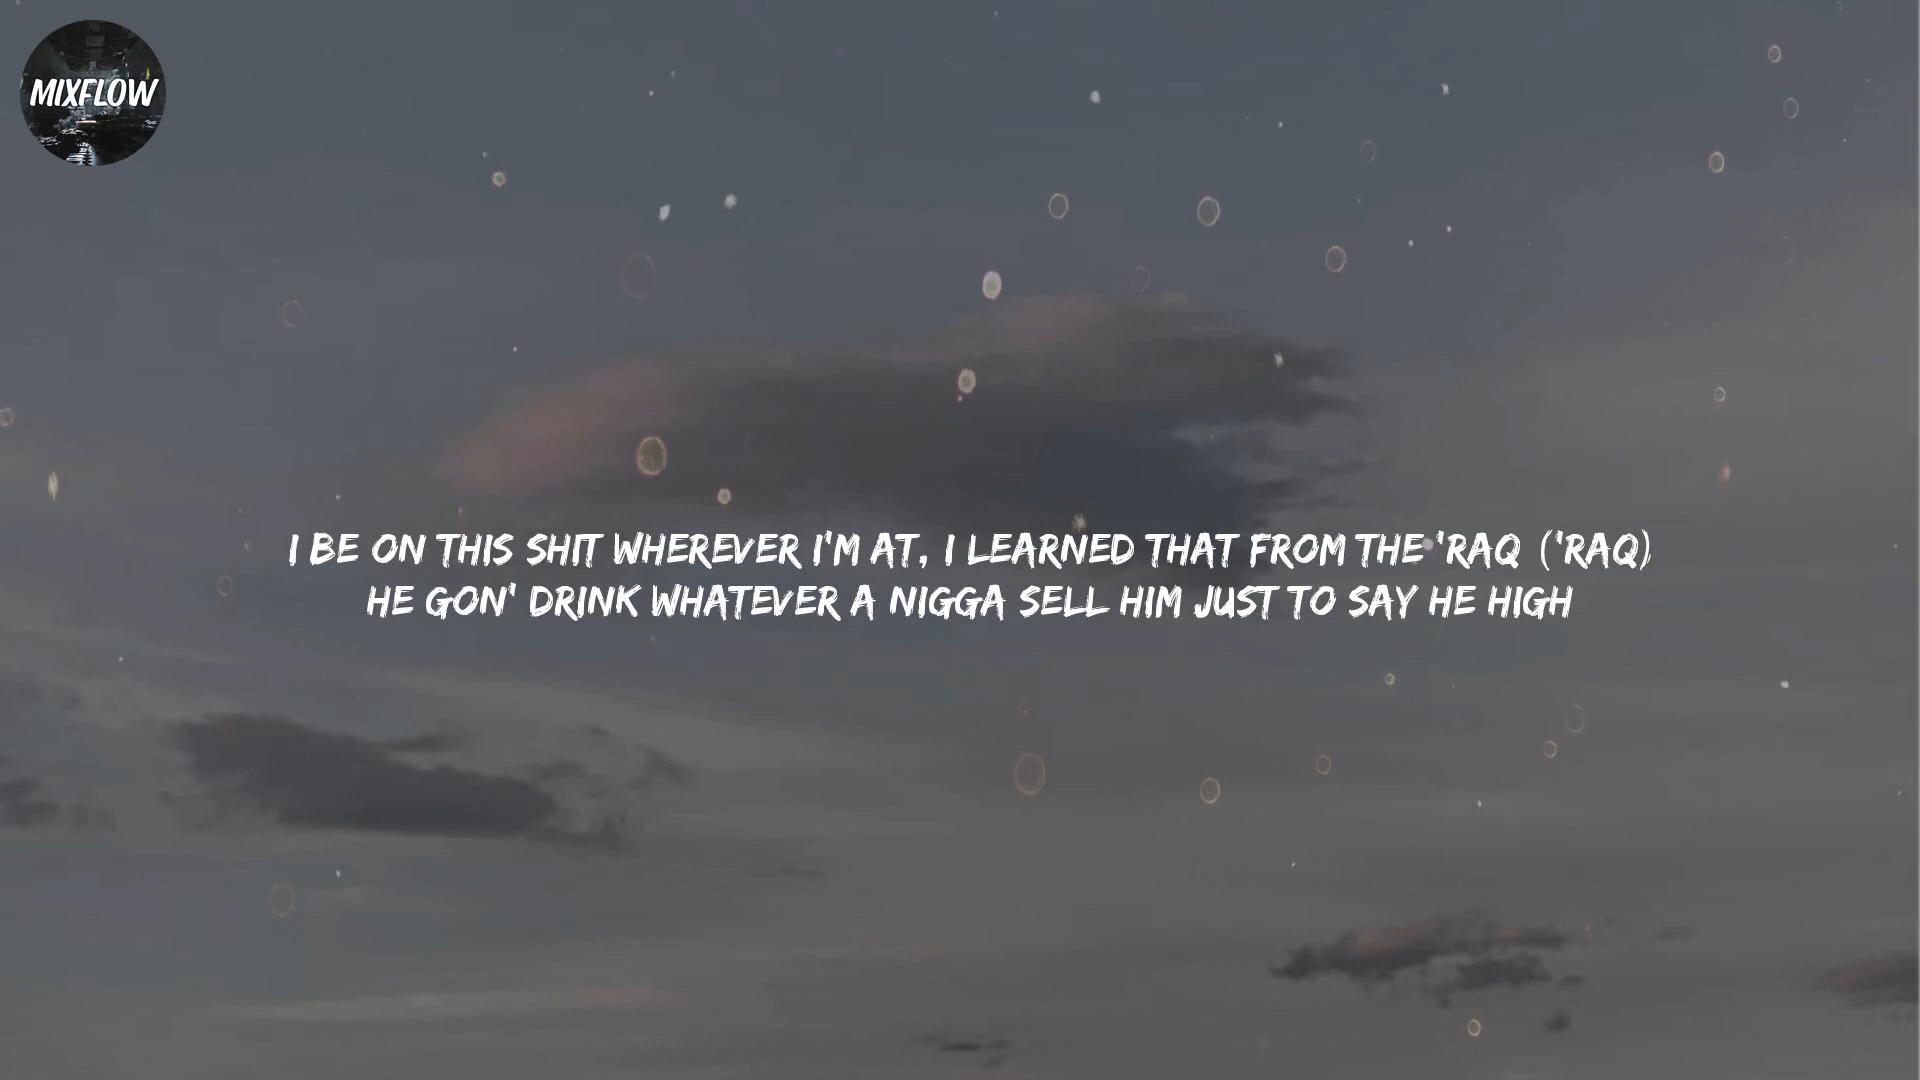 MIXFLOW
I BE ON THIS SHIT WHEREVER I'M AT, I LEARNED THAT FROM THE 'RAQ ('RAQ)
HE GON' DRINK WHATEVER A NIGGA SELL HIM JUST TO SAY HE HIGH